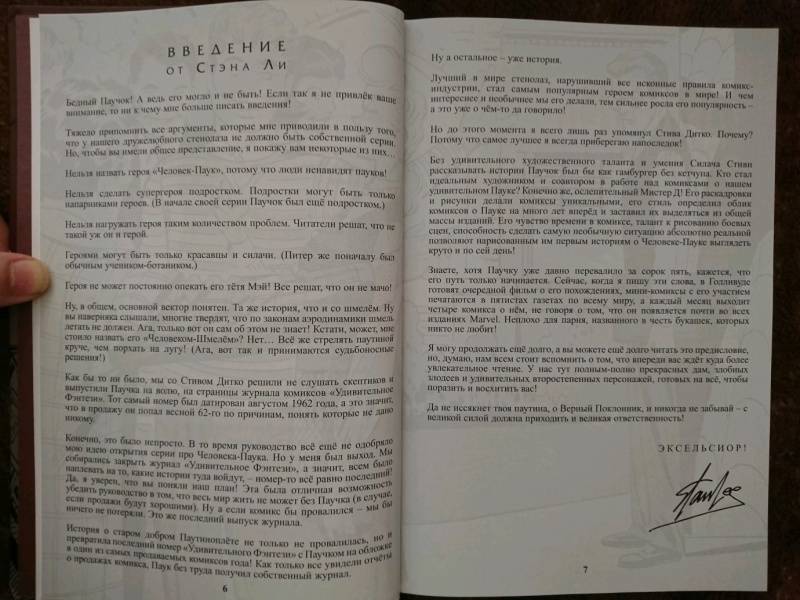 ВВЕДЕНИЕ
ОТ СТЭНА ЛИ
Бедный Паучок! А ведь его могло и не быть! Если так я не привлёк ваше
внимание, то ни к чему мне больше писать введения!
Тяжело припомнить все аргументы, которые мне приводили в пользу того,
что у нашего дружелюбного стенолаза не должно быть собственной серии.
Но, чтобы вы имели общее представление, я покажу вам некоторые из них...
Нельзя назвать героя «Человек-Паук», потому что люди ненавидят пауков!
Нельзя сделать супергероя подростком. Подростки могут быть только
напарниками героев. (В начале своей серии Паучок был ещё подростком.)
Нельзя нагружать героя таким количеством проблем. Читатели решат, что не
такой уж он и герой.
Героями могут быть только красавцы и силачи. (Питер же поначалу был
обычным учеником-ботаником.)
Героя не может постоянно опекать его тётя Мэй! Все решат, что он не мачо!
Ну, в общем, основной вектор понятен. Та же история, что и со шмелём. Ну
вы наверняка слышали, многие твердят, что по законам аэродинамики шмель
летать не должен. Ага, только вот он сам об этом не знает! Кстати, может, мне
стоило назвать его «Человеком-Шмелём»? Нет... Всё же стрелять паутиной
круче, чем порхать на лугу! (Ага, вот так и принимаются судьбоносные
решения!)
Как бы то ни было, мы со Стивом Дитко решили не слушать скептиков и
выпустили Паучка на волю, на страницы журнала комиксов «Удивительное
Фэнтези». Тот самый номер был датирован августом 1962 года, а это значит,
что в продажу он попал весной 62-го по причинам, понять которые не дано
никому.
Конечно, это было непросто. В то время руководство всё ещё не одобряло
мою идею открытия серии про Человека-Паука. Но у меня был выход. Мы
собирались закрыть журнал «Удивительное Фэнтези», а значит, всем было
наплевать на то, какие истории туда войдут, – номер-то всё равно последний!
Да, я уверен, что вы поняли наш план! Это была отличная возможность
убедить руководство в том, что весь мир жить не может без Паучка (в случае,
если продажи будут хорошими). Ну а если комикс бы провалился – мы бы
ничего не потеряли. Это же последний выпуск журнала.
История о старом добром Паутиноплёте не только не провалилась, но и
превратила последний номер «Удивительного Фэнтези» с Паучком на обложке
в один из самых продаваемых комиксов года! Как только все увидели отчёты
о продажах комикса, Паук без труда получил собственный журнал.
6
Ну а остальное – уже история.
Лучший в мире стенолаз, нарушивший все исконные правила комикс-
индустрии, стал самым популярным героем комиксов в мире! И чем
интереснее и необычнее мы его делали, тем сильнее росла его популярность –
а это уже о чём-то да говорило!
Но до этого момента я всего лишь раз упомянул Стива Дитко. Почему?
Потому что самое лучшее я всегда приберегаю напоследок!
Без удивительного художественного таланта и умения Силача Стиви
рассказывать истории Паучок был бы как гамбургер без кетчупа. Кто стал
идеальным художником и соавтором в работе над комиксами о нашем
удивительном Пауке? Конечно же, ослепительный Мистер Д! Его раскадровки
и рисунки делали комиксы уникальными, его стиль определил облик
комиксов о Пауке на много лет вперёд и заставил их выделяться из общей
массы изданий. Его чувство времени в комиксе, талант к рисованию боевых
сцен, способность сделать самую необычную ситуацию абсолютно реальной
позволяют нарисованным им первым историям о Человеке-Пауке выглядеть
круто и по сей день!
Знаете, хотя Паучку уже давно перевалило за сорок пять, кажется, что
его путь только начинается. Сейчас, когда я пишу эти слова, в Голливуде
готовят очередной фильм о его похождениях, мини-комиксы с его участием
печатаются в пятистах газетах по всему миру, а каждый месяц выходит
четыре комикса о нём, не говоря о том, что он появляется почти во всех
изданиях Marvel. Неплохо для парня, названного в честь букашек, которых
никто не любит!
Я могу продолжать ещё долго, а вы можете ещё долго читать это предисловие,
но, думаю, нам всем стоит вспомнить о том, что впереди вас ждёт куда более
увлекательное чтение. У нас тут полным-полно прекрасных дам, злобных
злодеев и удивительных второстепенных персонажей, готовых на всё, чтобы
поразить и восхитить вас!
Да не иссякнет твоя паутина, о Верный Поклонник, и никогда не забывай – с
великой силой должна приходить и великая ответственность!
ЭКСЕЛЬСИОР!
Stan Lee
7